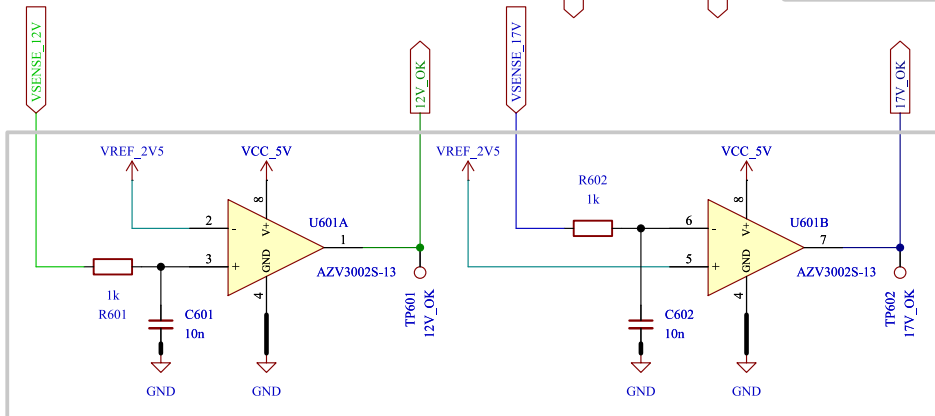 VSENSE_12V
12V_OK
VSENSE_17V
17V_OK
VREF_2V5
VCC_5V
8
2
-
V+
U601A
1
3
+
GND
AZV3002S-13
4
1k
R601
C601
10n
TP601
12V_OK
GND
GND
VREF_2V5
VCC_5V
R602
1k
8
6
-
V+
U601B
7
5
+
GND
AZV3002S-13
4
C602
10n
TP602
17V_OK
GND
GND